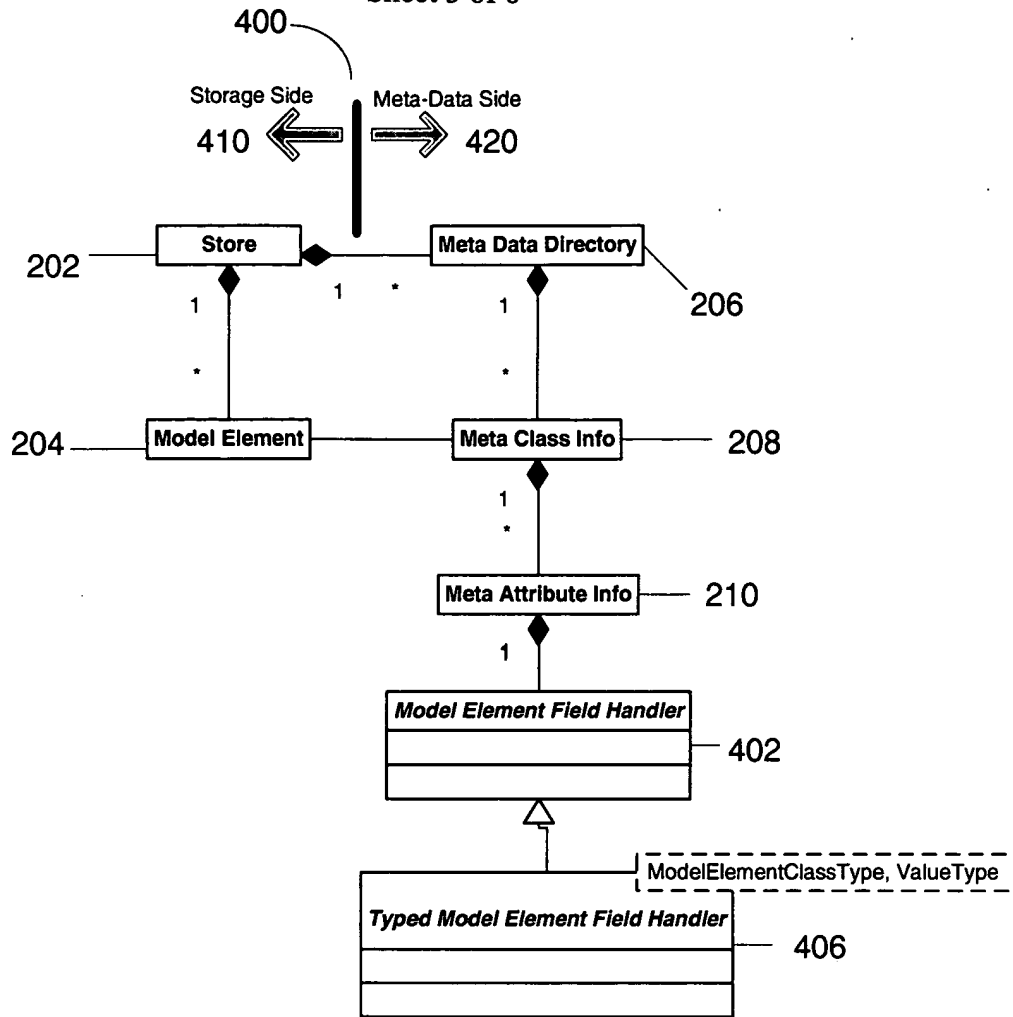 400
Storage Side Meta-Data Side
410 420
Store Meta Data Directory
202
1 1 * 1 206
* *
204 Model Element Meta Class Info 208
1
*
Meta Attribute Info 210
1
Model Element Field Handler
402
ModelElementClassType, ValueType
Typed Model Element Field Handler
406